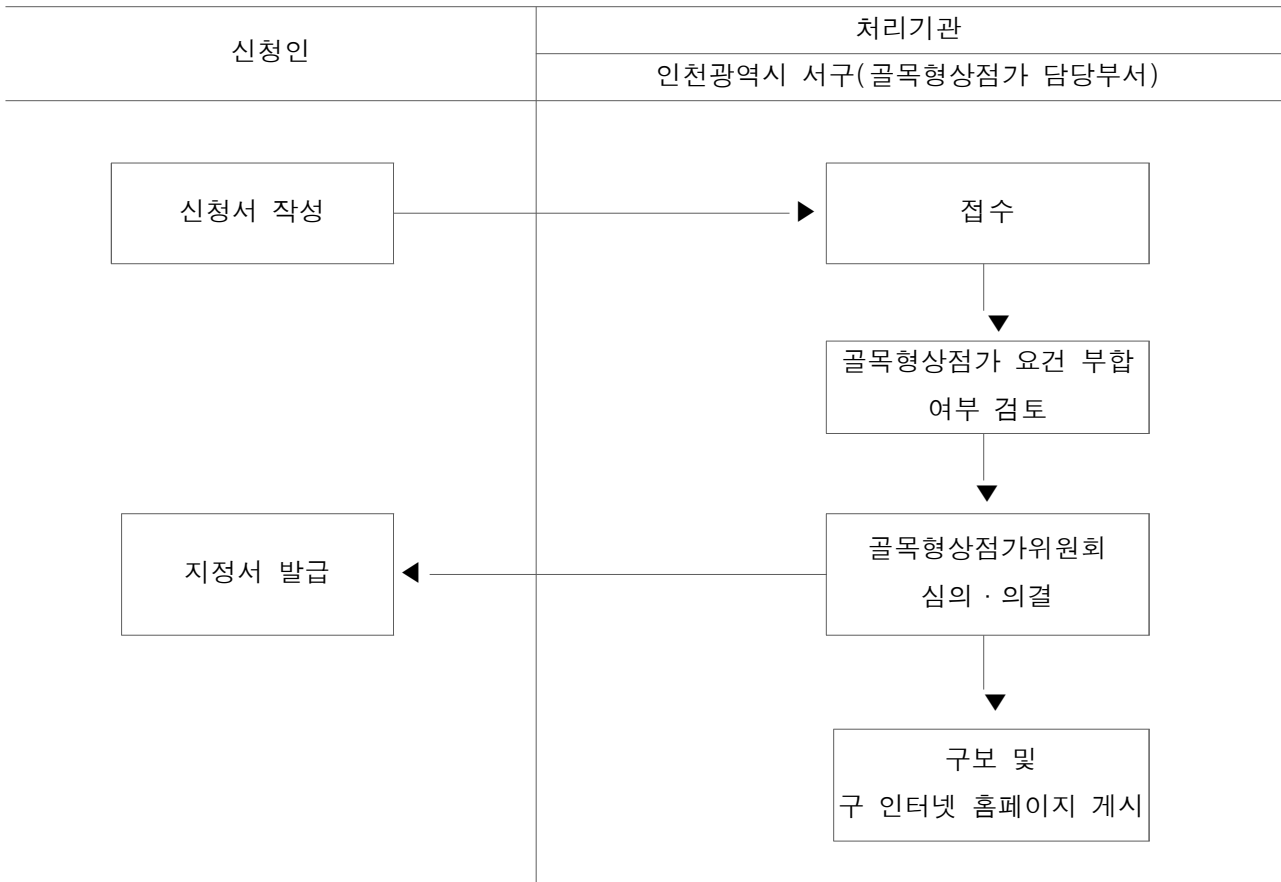 신청인
처리기관
인천광역시 서구(골목형상점가 담당부서)
신청서 작성
접수
골목형상점가 요건 부합
여부 검토
지정서 발급
골목형상점가위원회
심의 · 의결
구보 및
구 인터넷 홈페이지 게시